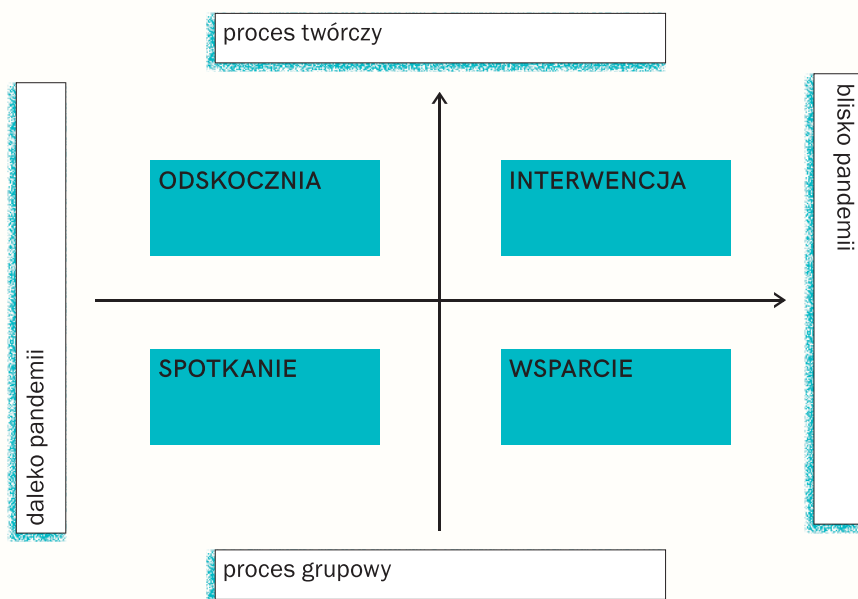 proces twórczy
daleko pandemii
blisko pandemii
ODSKOCZNIA
INTERWENCJA
SPOTKANIE
WSPARCIE
proces grupowy